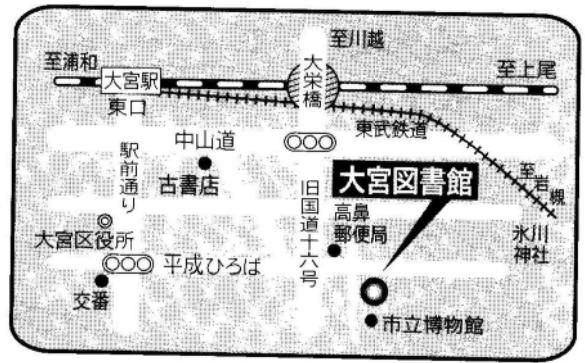 至川越
至浦和
大宮駅
東口
大栄橋
至上尾
東武鉄道
中山道
古書店
駅前通り
旧国道十六号
大宮図書館
至岩槻
氷川
神社
高鼻
郵便局
大宮区役所
平成ひろば
交番
市立博物館